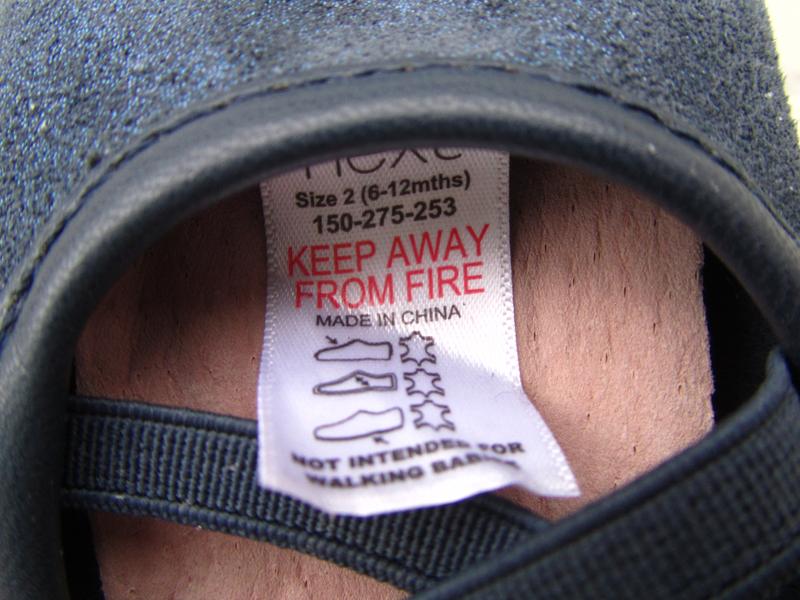 next
Size 2 (6-12mths)
150-275-253
KEEP AWAY
FROM FIRE
MADE IN CHINA
NOT INTENDED FOR
WALKING BABIES